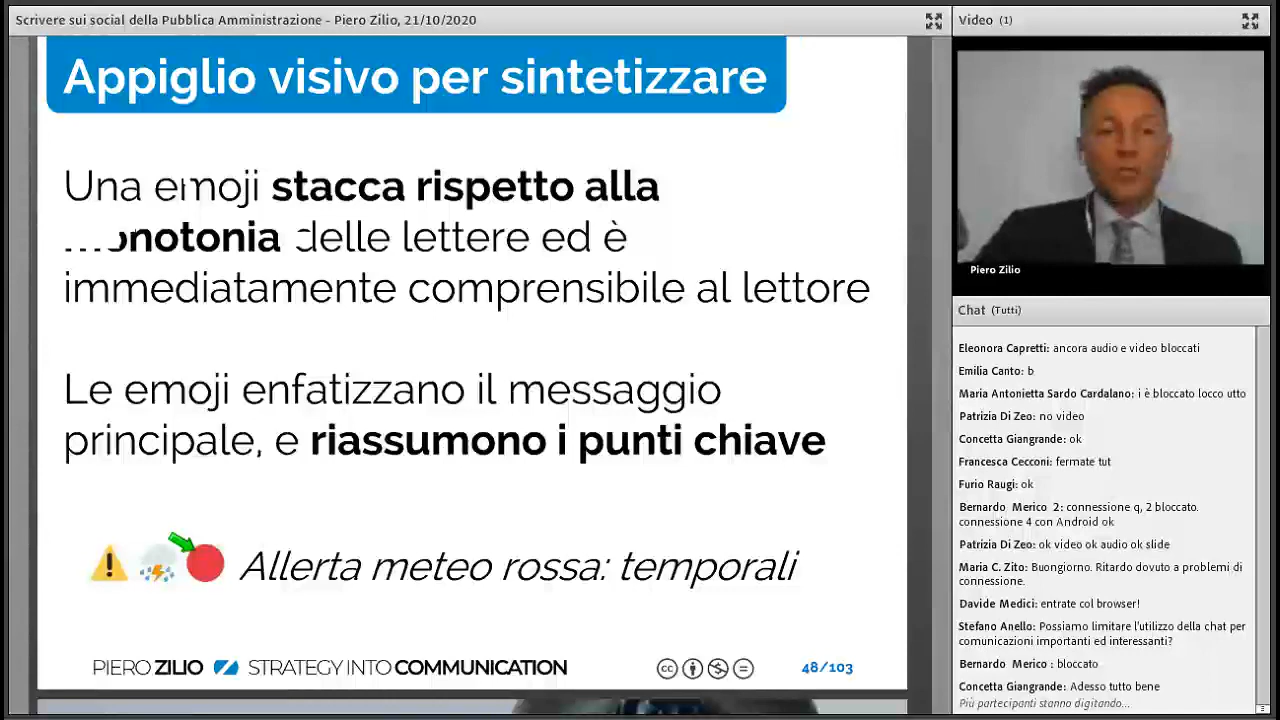 Scrivere sui social della Pubblica Amministrazione - Piero Zilio, 21/10/2020
Appiglio visivo per sintetizzare
Una emoji stacca rispetto alla
monotonia delle lettere ed è
immediatamente comprensibile al lettore
Le emoji enfatizzano il messaggio
principale, e riassumono i punti chiave
Allerta meteo rossa: temporali
PIERO ZILIO STRATEGY INTO COMMUNICATION
cc
48/103
Video (1)
Piero Zilio
Chat (Tutti)
Eleonora Capretti: ancora audio e video bloccati
Emilia Canto: b
Maria Antonietta Sardo Cardalano: i è bloccato locco utto
Patrizia Di Zeo: no video
Concetta Giangrande: ok
Francesca Cecconi: fermate tut
Furio Raugi: ok
Bernardo Merico 2: connessione q, 2 bloccato.
connessione 4 con Android ok
Patrizia Di Zeo: ok video ok audio ok slide
Maria C. Zito: Buongiorno. Ritardo dovuto a problemi di
connessione.
Davide Medici: entrate col browser!
Stefano Anello: Possiamo limitare l'utilizzo della chat per
comunicazioni importanti ed interessanti?
Bernardo Merico : bloccato
Concetta Giangrande: Adesso tutto bene
Più partecipanti stanno digitando...